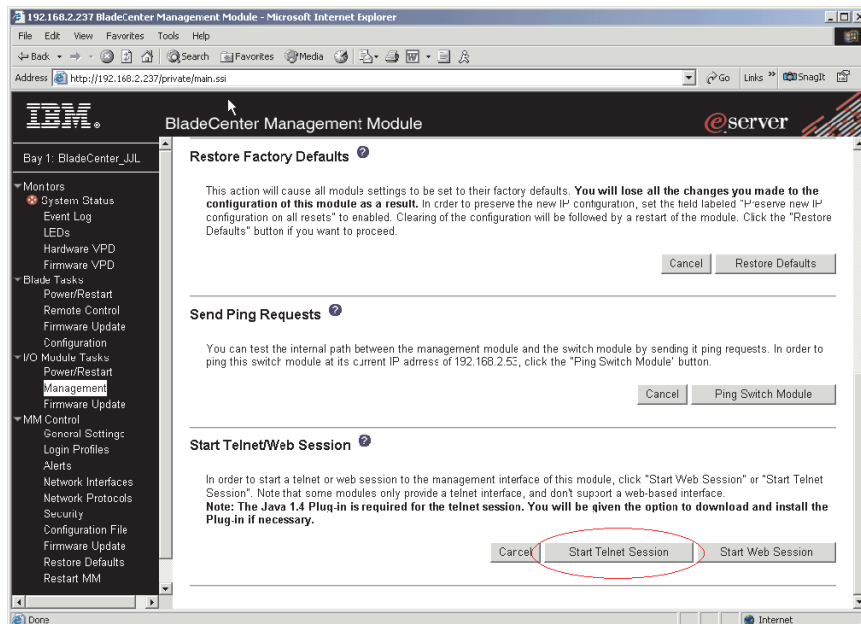 192.168.2.237 BladeCenter Management Module - Microsoft Internet Explorer
File Edit View Favorites Tools Help
Back Search Favorites Media
Address http://192.168.2.237/private/main.ssi Go Links » SnagIt
IBM. BladeCenter Management Module @server
Bay 1: BladeCenter_JJL
Monitors
System Status
Event Log
LEDs
Hardware VPD
Firmware VPD
Blade Tasks
Power/Restart
Remote Control
Firmware Update
Configuration
I/O Module Tasks
Power/Restart
Management
Firmware Update
MM Control
General Settings
Login Profiles
Alerts
Network Interfaces
Network Protocols
Security
Configuration File
Firmware Update
Restore Defaults
Restart MM
Restore Factory Defaults
This action will cause all module settings to be set to their factory defaults. You will lose all the changes you made to the
configuration of this module as a result. In order to preserve the new IP configuration, set the field labeled "Preserve new IP
configuration on all resets" to enabled. Clearing of the configuration will be followed by a restart of the module. Click the "Restore
Defaults" button if you want to proceed.
Cancel Restore Defaults
Send Ping Requests
You can test the internal path between the management module and the switch module by sending it ping requests. In order to
ping this switch module at its current IP address of 192.168.2.53, click the "Ping Switch Module" button.
Cancel Ping Switch Module
Start Telnet/Web Session
In order to start a telnet or web session to the management interface of this module, click "Start Web Session" or "Start Telnet
Session". Note that some modules only provide a telnet interface, and don't support a web-based interface.
Note: The Java 1.4 Plug-in is required for the telnet session. You will be given the option to download and install the
Plug-in if necessary.
Cancel Start Telnet Session Start Web Session
Done Internet